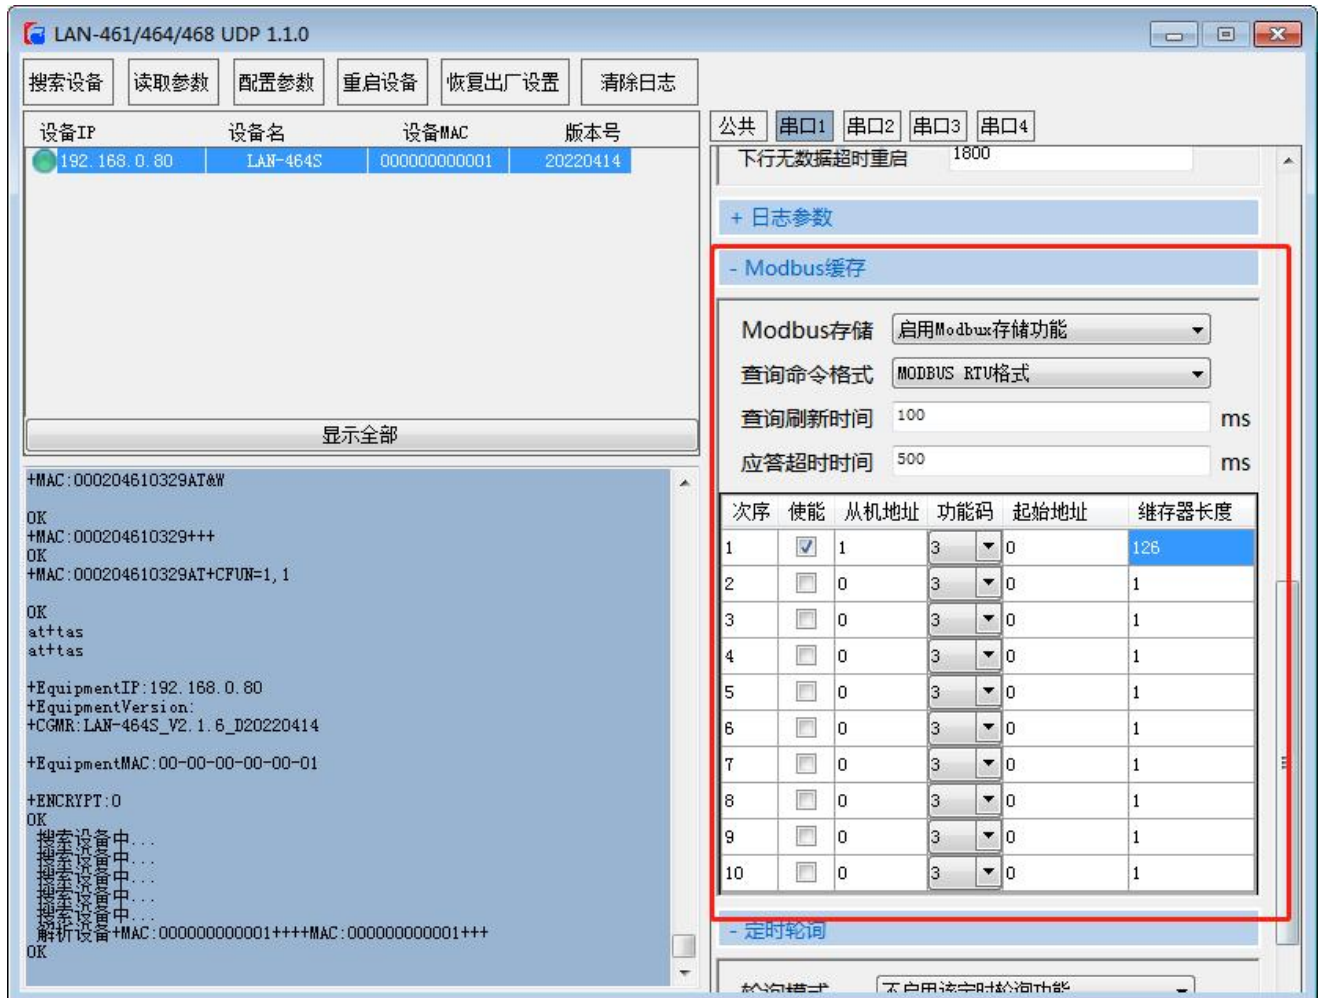 LAN-461/464/468 UDP 1.1.0
搜索设备 读取参数 配置参数 重启设备 恢复出厂设置 清除日志
设备IP 设备名 设备MAC 版本号
192.168.0.80 LAN-464S 000000000001 20220414
显示全部
+MAC:000204610329AT&W
OK
+MAC:000204610329+++
OK
+MAC:000204610329AT+CFUN=1,1
OK
at+tas
at+tas
+EquipmentIP:192.168.0.80
+EquipmentVersion:
+CGMR:LAN-464S_V2.1.6_D20220414
+EquipmentMAC:00-00-00-00-00-01
+ENCRYPT:0
OK
搜索设备中...
搜索设备中...
搜索设备中...
搜索设备中...
搜索设备中...
解析设备+MAC:000000000001++++MAC:000000000001+++
OK
公共 串口1 串口2 串口3 串口4
下行无数据超时重启 1800
+ 日志参数
- Modbus缓存
Modbus存储 启用Modbux存储功能
查询命令格式 MODBUS RTU格式
查询刷新时间 100 ms
应答超时时间 500 ms
次序 使能 从机地址 功能码 起始地址 继存器长度
1 1 3 0 126
2 0 3 0 1
3 0 3 0 1
4 0 3 0 1
5 0 3 0 1
6 0 3 0 1
7 0 3 0 1
8 0 3 0 1
9 0 3 0 1
10 0 3 0 1
- 定时轮询
轮询模式 不启用该定时轮询功能